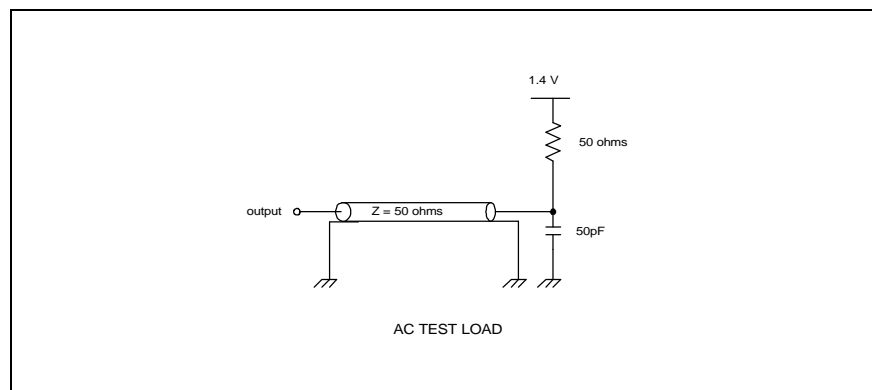 1.4 V
50 ohms
output
Z = 50 ohms
50pF
AC TEST LOAD